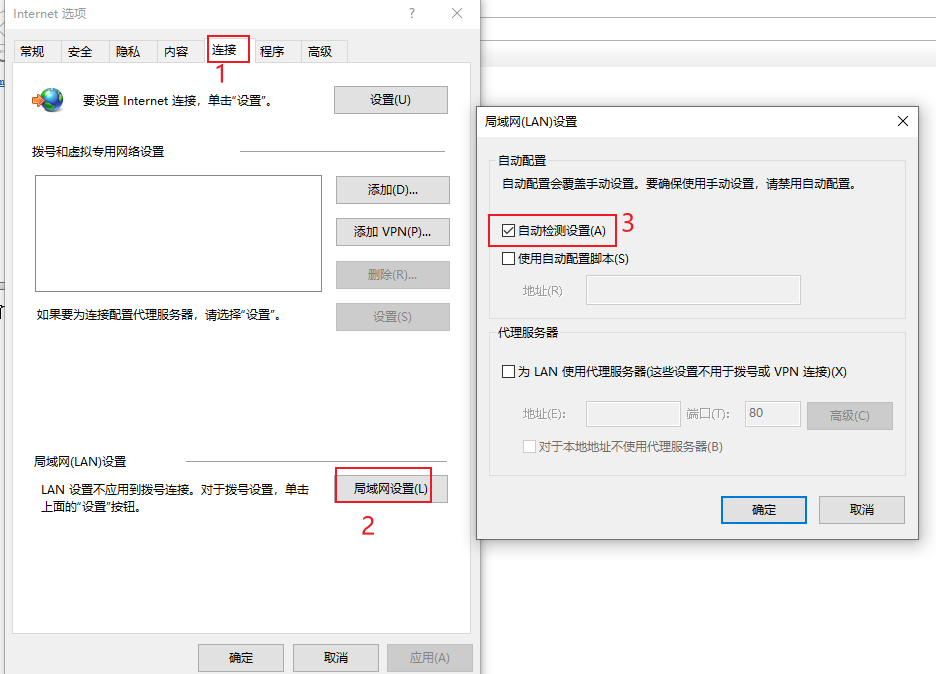 Internet 选项
?
常规
安全
隐私
内容
连接
程序
高级
1
要设置 Internet 连接，单击“设置”。
设置(U)
拨号和虚拟专用网络设置
添加(D)...
添加 VPN(P)...
删除(R)...
如果要为连接配置代理服务器，请选择“设置”。
设置(S)
局域网(LAN)设置
LAN 设置不应用到拨号连接。对于拨号设置，单击
上面的“设置”按钮。
局域网设置(L)
2
确定
取消
应用(A)
局域网(LAN)设置
自动配置
自动配置会覆盖手动设置。要确保使用手动设置，请禁用自动配置。
自动检测设置(A)
3
使用自动配置脚本(S)
地址(R)
代理服务器
为 LAN 使用代理服务器(这些设置不用于拨号或 VPN 连接)(X)
地址(E):
端口(T):
80
高级(C)
对于本地地址不使用代理服务器(B)
确定
取消